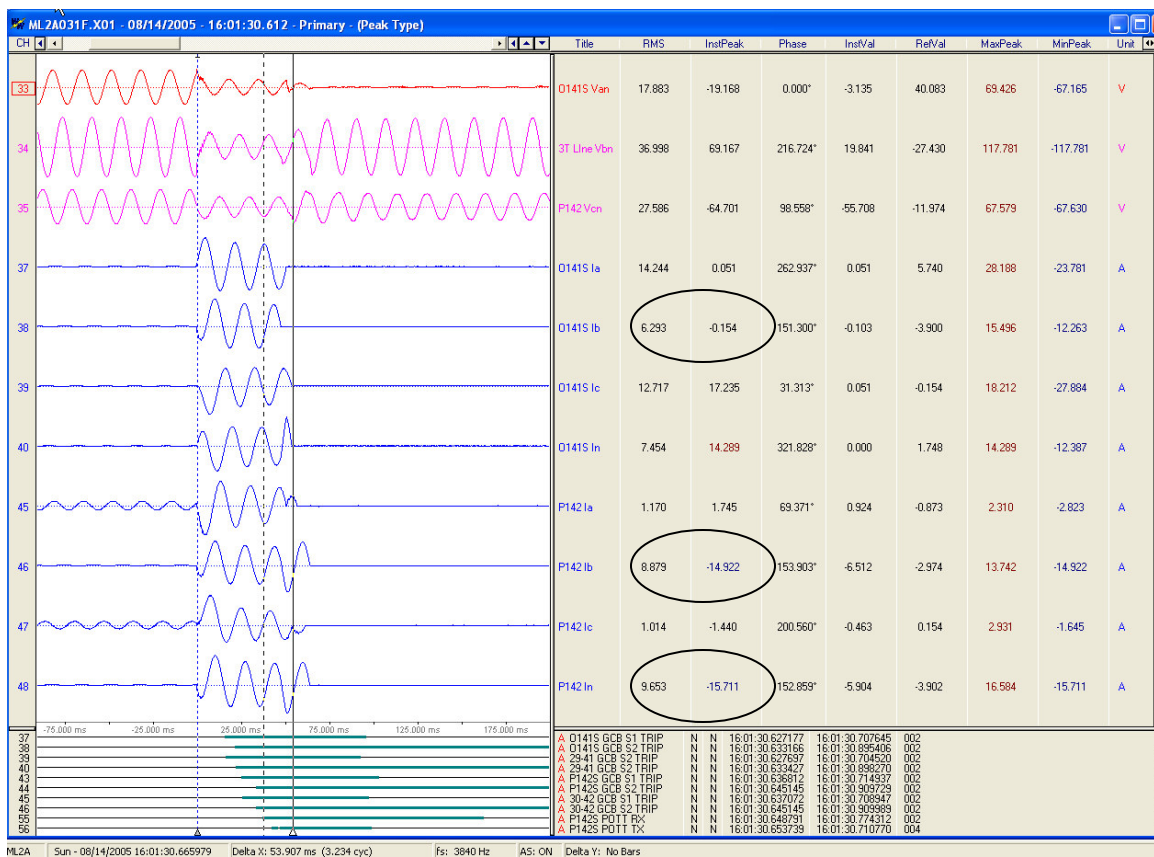 ML2A031F.X01 - 08/14/2005 - 16:01:30.612 - Primary - (Peak Type)
CH Title RMS InstPeak Phase InstVal RefVal MaxPeak MinPeak Unit
33 O141S Van 17.883 -19.168 0.000° -3.135 40.083 69.426 -67.165 V
34 3T LIne Vbn 36.998 69.167 216.724° 19.841 -27.430 117.781 -117.781 V
35 P142 Vcn 27.586 -64.701 98.558° -55.708 -11.974 67.579 -67.630 V
37 O141S Ia 14.244 0.051 262.937° 0.051 5.740 28.188 -23.781 A
38 O141S Ib 6.293 -0.154 151.300° -0.103 -3.900 15.496 -12.263 A
39 O141S Ic 12.717 17.235 31.313° 0.051 -0.154 18.212 -27.884 A
40 O141S In 7.454 14.289 321.828° 0.000 1.748 14.289 -12.387 A
45 P142 Ia 1.170 1.745 69.371° 0.924 -0.873 2.310 -2.823 A
46 P142 Ib 8.879 -14.922 153.903° -6.512 -2.974 13.742 -14.922 A
47 P142 Ic 1.014 -1.440 200.560° -0.463 0.154 2.931 -1.645 A
48 P142 In 9.653 -15.711 152.859° -5.904 -3.902 16.584 -15.711 A
-75.000 ms -25.000 ms 25.000 ms 75.000 ms 125.000 ms 175.000 ms
37 A O141S GCB S1 TRIP N N 16:01:30.627177 16:01:30.707645 002
38 A O141S GCB S2 TRIP N N 16:01:30.633166 16:01:30.895406 002
39 A 29-41 GCB S2 TRIP N N 16:01:30.627697 16:01:30.704520 002
40 A 29-41 GCB S2 TRIP N N 16:01:30.633427 16:01:30.898270 002
43 A P142S GCB S1 TRIP N N 16:01:30.636812 16:01:30.714937 002
44 A P142S GCB S2 TRIP N N 16:01:30.645145 16:01:30.909729 002
45 A 30-42 GCB S1 TRIP N N 16:01:30.637072 16:01:30.708947 002
46 A 30-42 GCB S2 TRIP N N 16:01:30.645145 16:01:30.909989 002
55 A P142S POTT RX N N 16:01:30.648791 16:01:30.774312 002
56 A P142S POTT TX N N 16:01:30.653739 16:01:30.710770 004
ML2A Sun - 08/14/2005 16:01:30.665979 Delta X: 53.907 ms (3.234 cyc) fs: 3840 Hz AS: ON Delta Y: No Bars